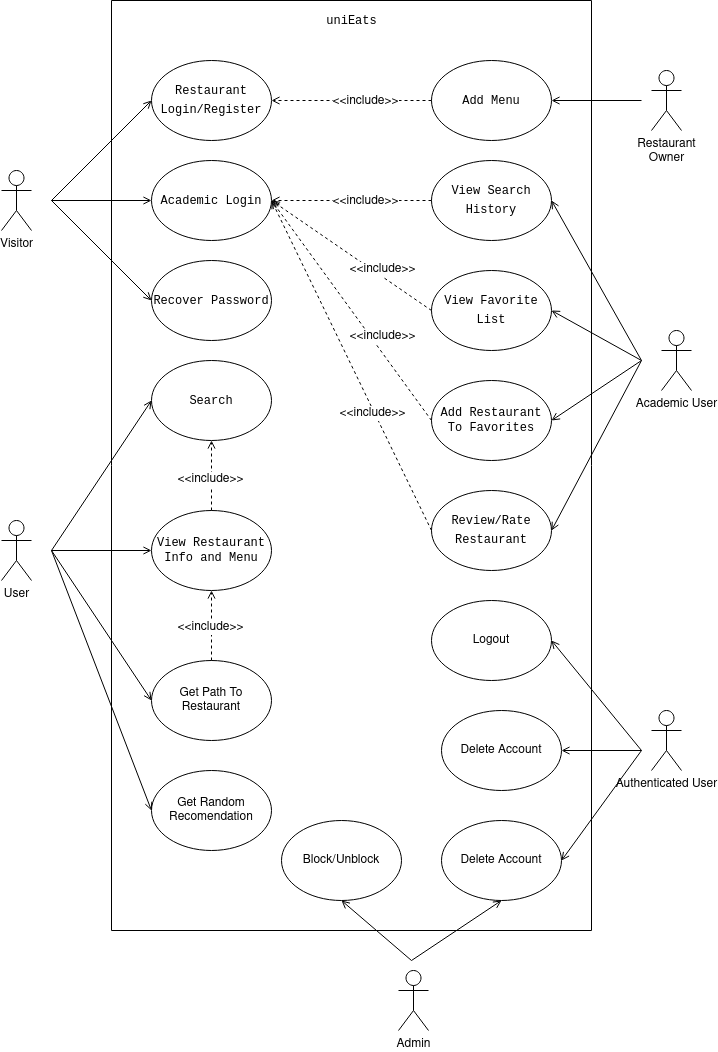 uniEats
Restaurant
Login/Register
<<include>>
Add Menu
Restaurant
Owner
Visitor
Academic Login
<<include>>
View Search
History
<<include>>
View Favorite
List
Recover Password
<<include>>
Add Restaurant
To Favorites
Academic User
Search
<<include>>
Review/Rate
Restaurant
<<include>>
User
View Restaurant
Info and Menu
<<include>>
Get Path To
Restaurant
Logout
Delete Account
Authenticated User
Get Random
Recomendation
Block/Unblock
Delete Account
Admin